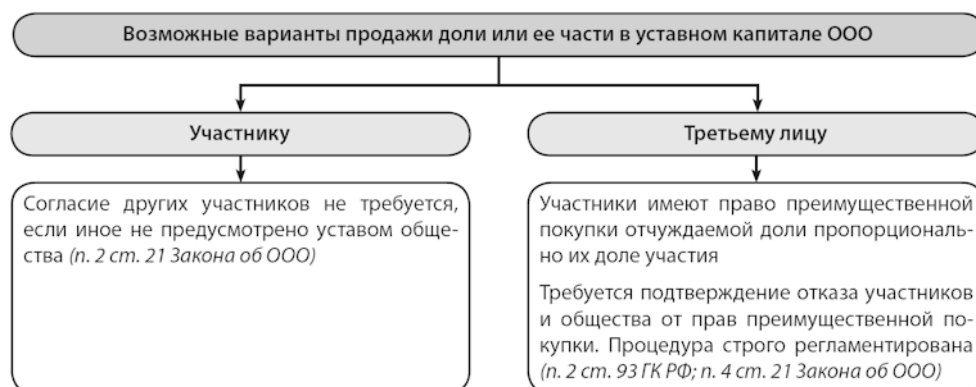 Возможные варианты продажи доли или ее части в уставном капитале ООО
Участнику
Согласие других участников не требуется,
если иное не предусмотрено уставом обще-
ства (п. 2 ст. 21 Закона об ООО)
Третьему лицу
Участники имеют право преимущественной
покупки отчуждаемой доли пропорциональ-
но их доле участия
Требуется подтверждение отказа участников
и общества от прав преимущественной по-
купки. Процедура строго регламентирована
(п. 2 ст. 93 ГК РФ; п. 4 ст. 21 Закона об ООО)